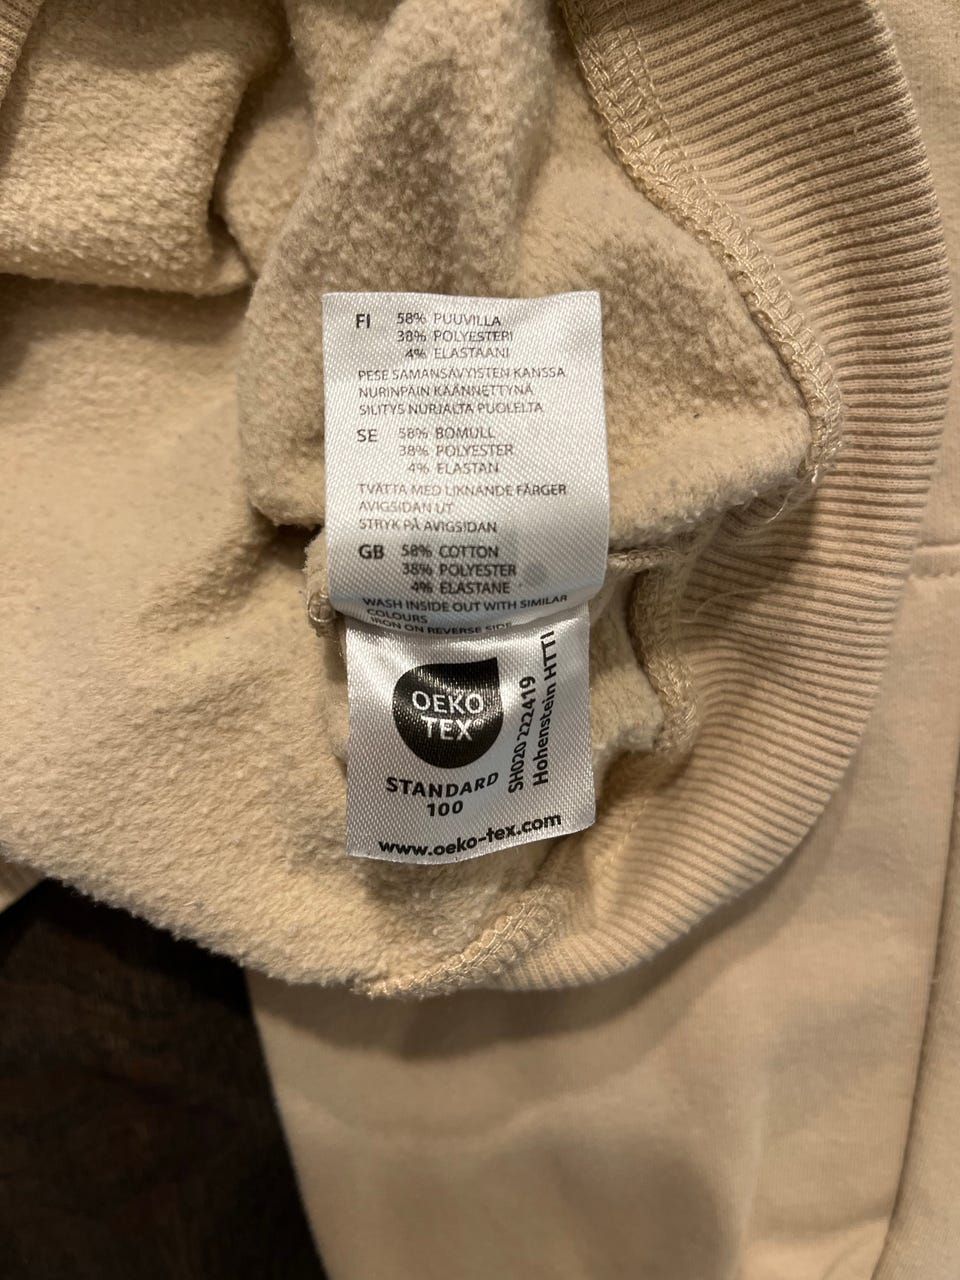 FI 58% PUUVILLA
38% POLYESTERI
4% ELASTAANI
PESE SAMANSÄVYISTEN KANSSA
NURINPÄIN KÄÄNNETTYNÄ
SILITYS NURJALTA PUOLELTA
SE 58% BOMULL
38% POLYESTER
4% ELASTAN
TVÄTTA MED LIKNANDE FÄRGER
AVIGSIDAN UT
STRYK PÅ AVIGSIDAN
GB 58% COTTON
38% POLYESTER
4% ELASTANE
WASH INSIDE OUT WITH SIMILAR
COLOURS
IRON ON REVERSE SIDE
OEKO
TEX
STANDARD
100
SH020 222419
Hohenstein HTTI
www.oeko-tex.com